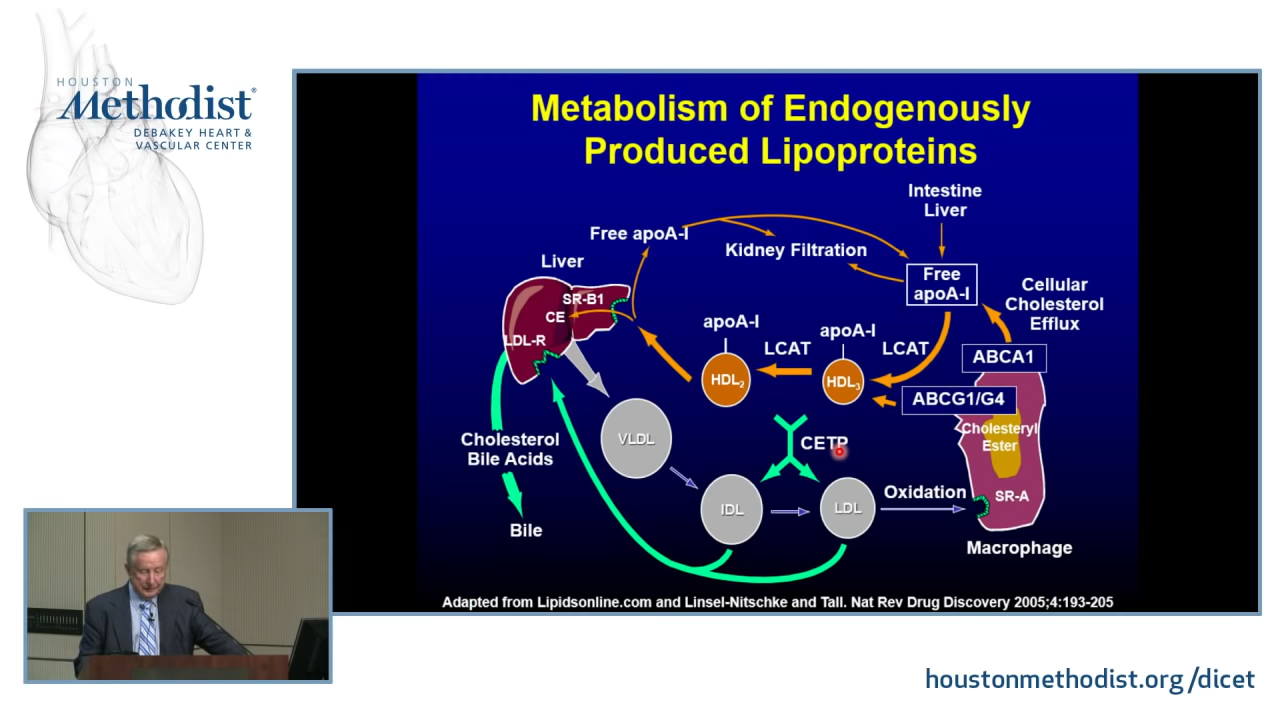 HOUSTON
Methodist®
DEBAKEY HEART &
VASCULAR CENTER
Metabolism of Endogenously
Produced Lipoproteins
Intestine
Liver
Free apoA-I
Kidney Filtration
Free
apoA-I
Cellular
Cholesterol
Efflux
Liver
SR-B1
CE
LDL-R
apoA-I
LCAT
apoA-I
LCAT
ABCA1
HDL2
HDL3
ABCG1/G4
Cholesteryl
Ester
VLDL
CETP
Cholesterol
Bile Acids
IDL
LDL
Oxidation
SR-A
Bile
Macrophage
Adapted from Lipidsonline.com and Linsel-Nitschke and Tall. Nat Rev Drug Discovery 2005;4:193-205
houstonmethodist.org/dicet